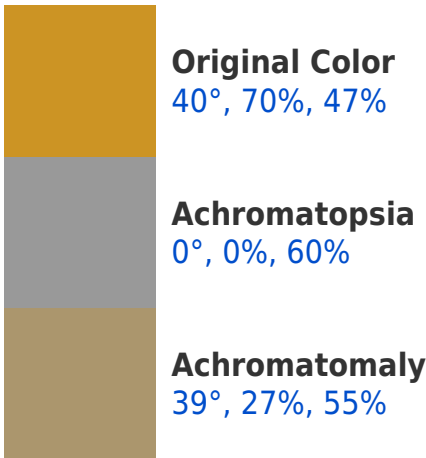 Original Color
40°, 70%, 47%
Achromatopsia
0°, 0%, 60%
Achromatomaly
39°, 27%, 55%